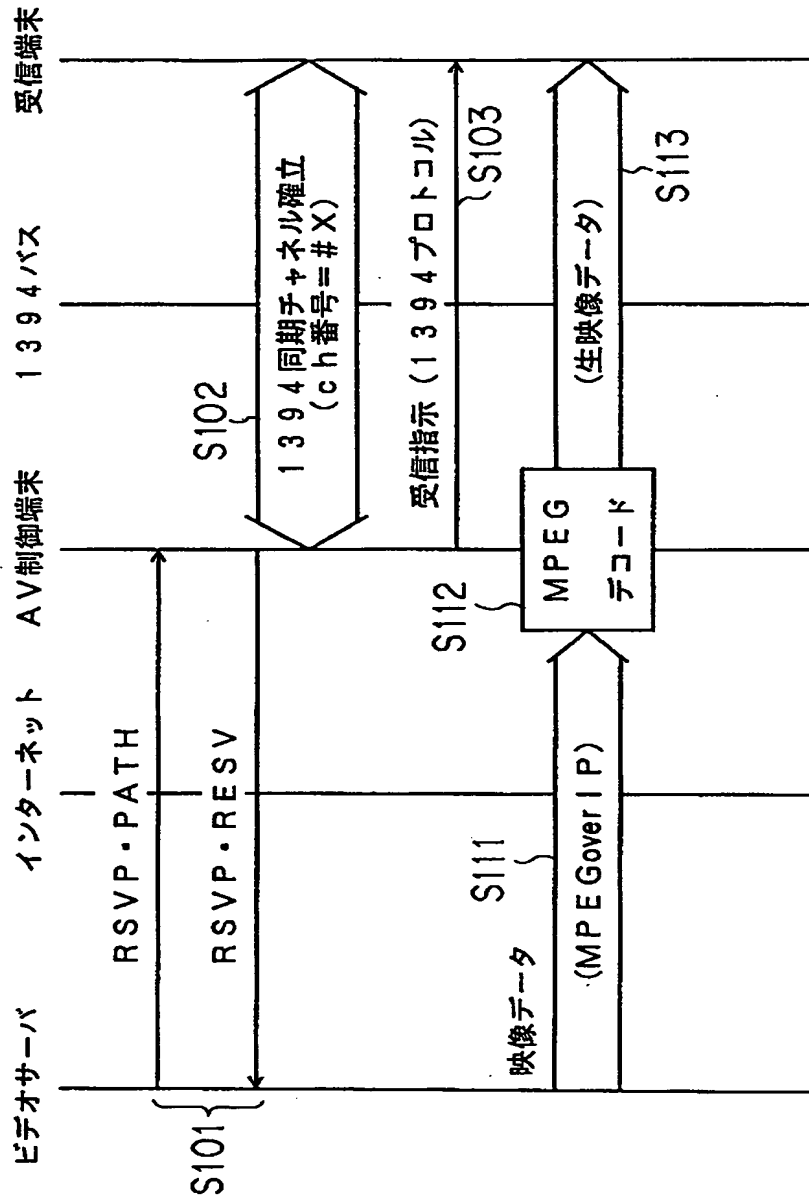 ビデオサーバ
インターネット
AV制御端末
1394バス
受信端末
RSVP・PATH
RSVP・RESV
S101
S102
1394同期チャネル確立
(ch番号=#X)
受信指示(1394プロトコル)
S103
映像データ
S111
(MPEGoverIP)
S112
MPEG
デコード
(生映像データ)
S113